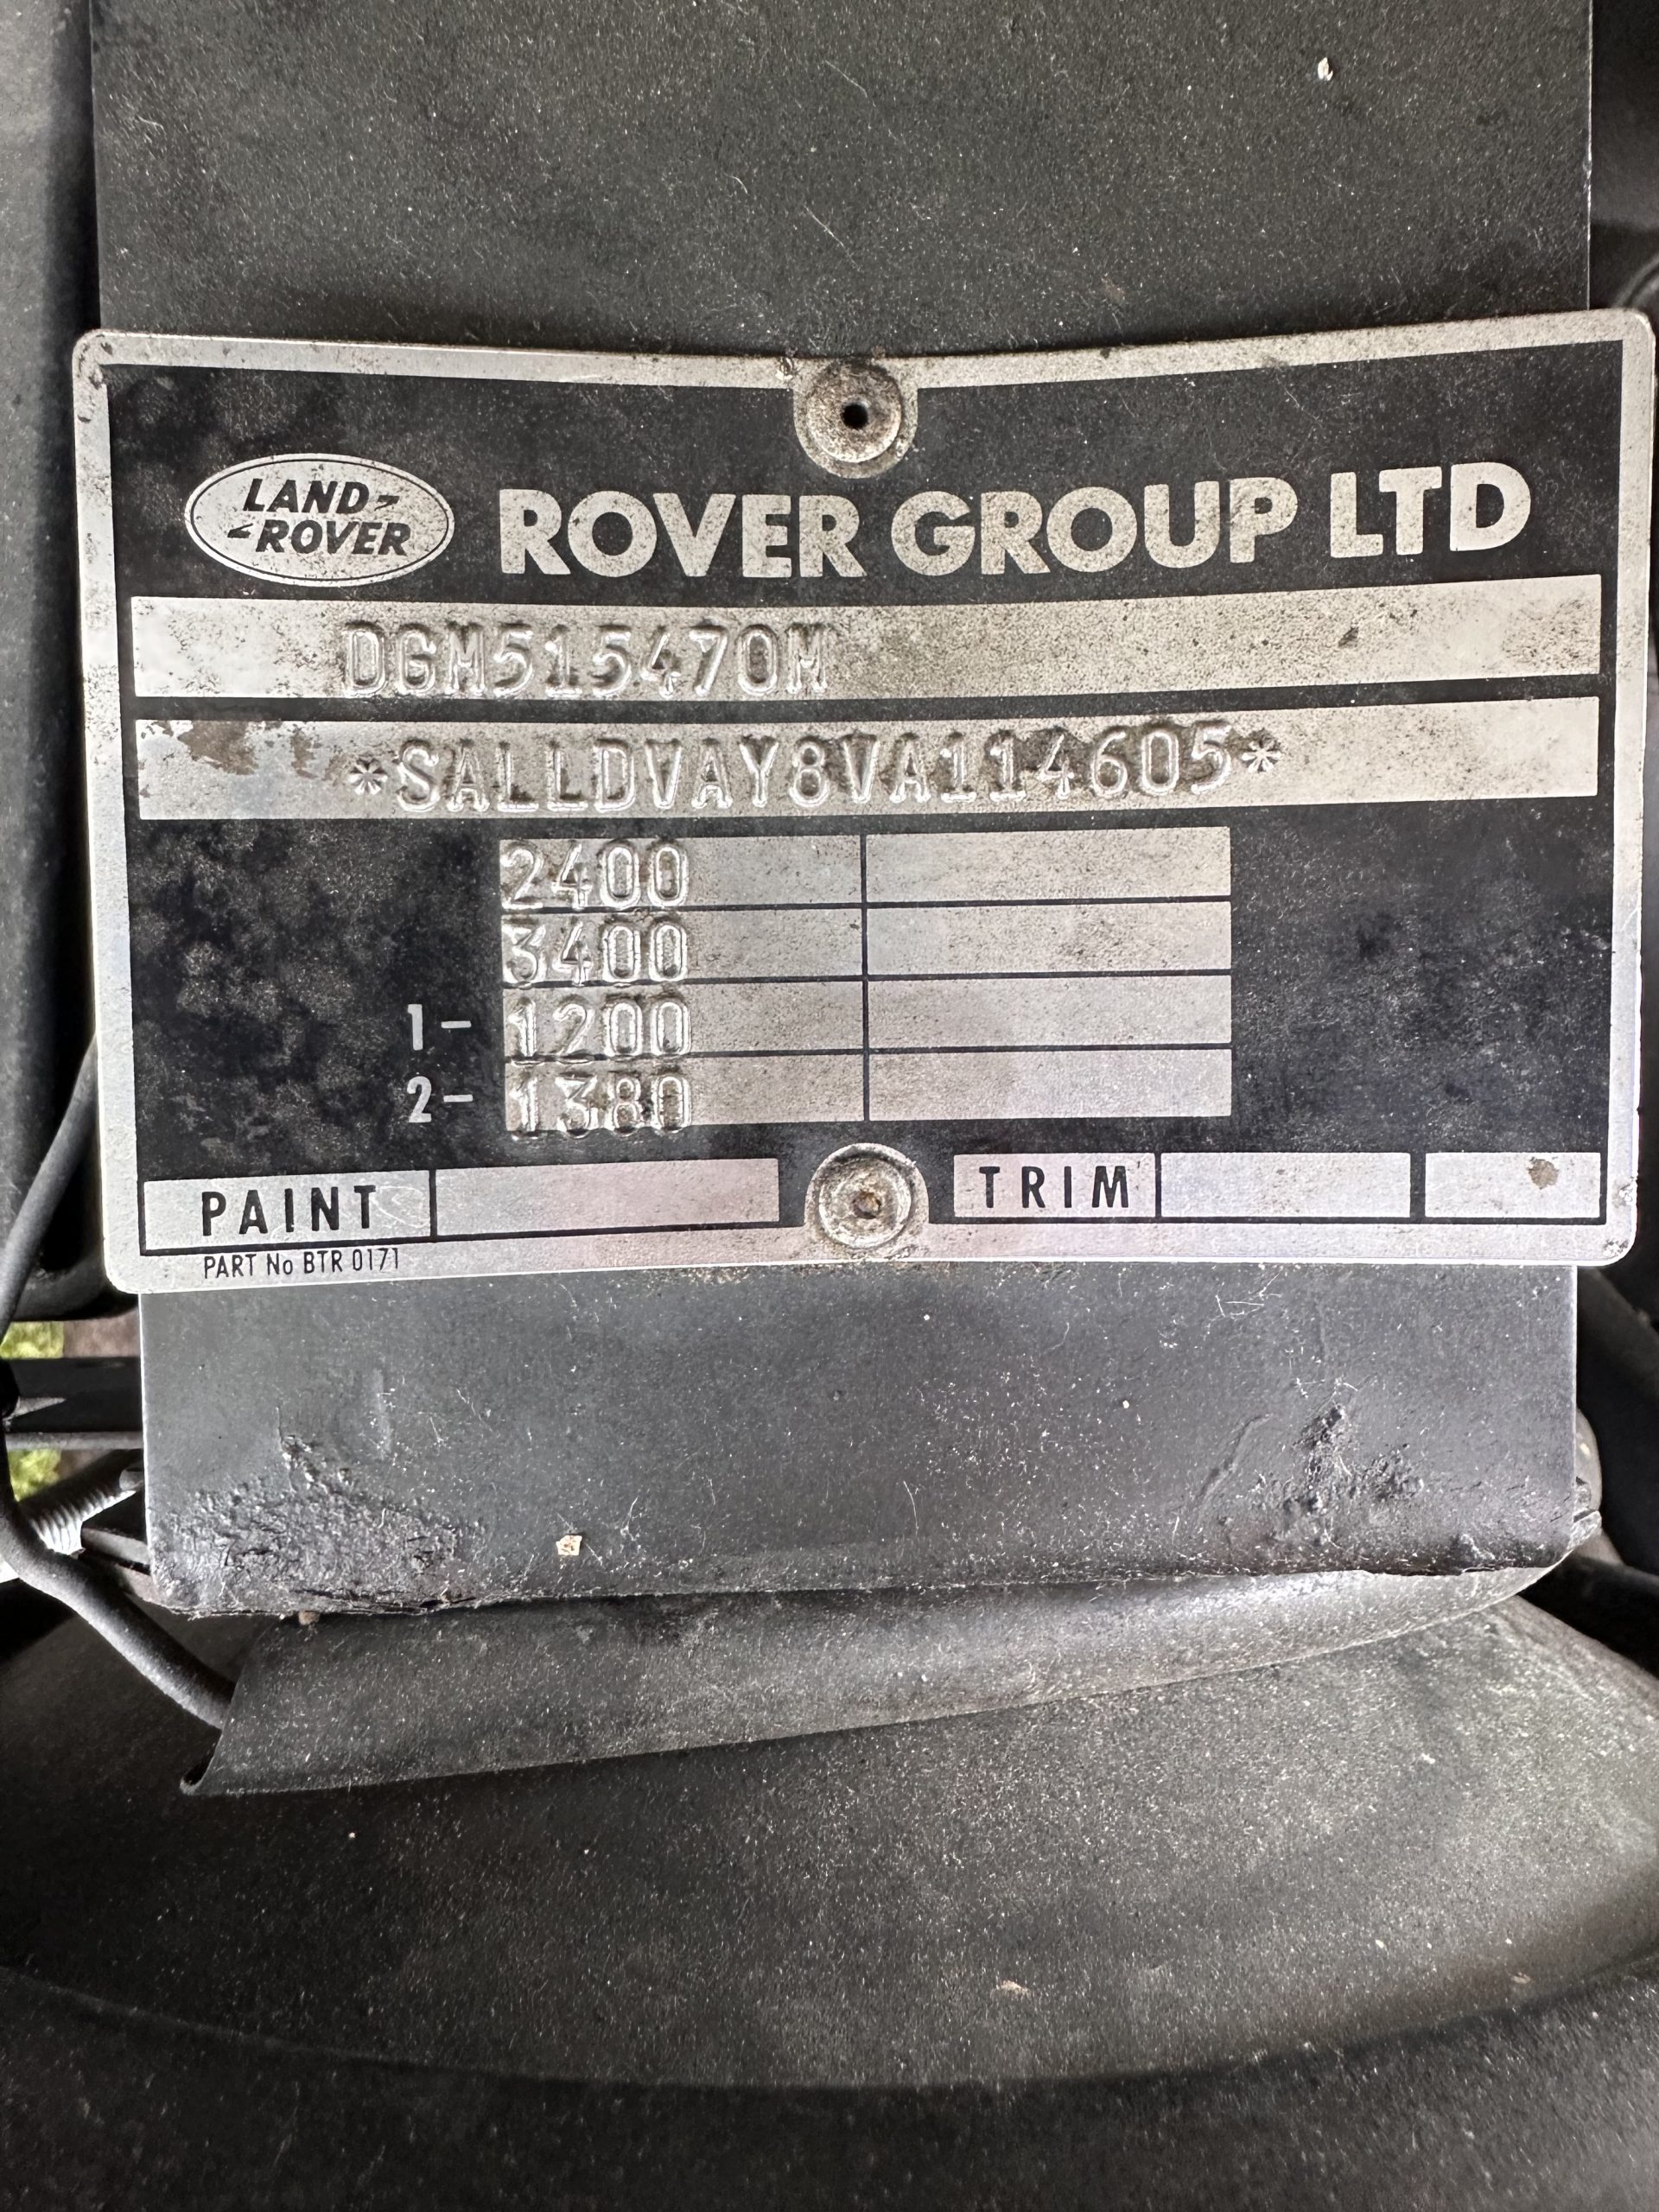 LAND-
-ROVER
ROVER GROUP LTD
DGM515470M
*SALLDVAY8VA114605*
2400
3400
1- 1200
2- 1380
PAINT TRIM
PART No BTR 0171